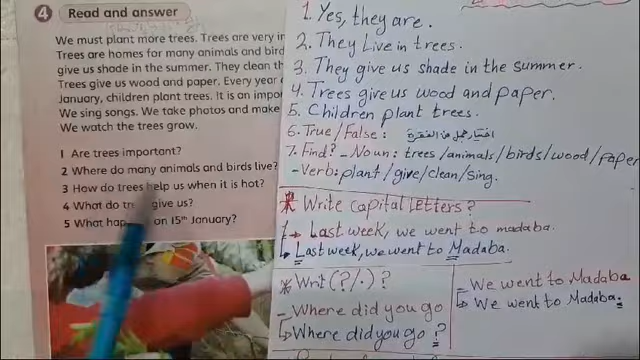 4 Read and answer
We must plant more trees. Trees are very
Trees are homes for many animals and
give us shade in the summer. They clean
Trees give us wood and paper. Every year
January, children plant trees. It is an
We sing songs. We take photos and make
We watch the trees grow.
1 Are trees important?
2 Where do many animals and birds live?
3 How do trees help us when it is hot?
4 What do give us?
5 What on 15th January?
1. Yes, they are.
2. They Live in trees.
3. They give us shade in the summer.
4. Trees give us wood and paper.
5. Children plant trees.
6. True/False: اختيار جمل من الفقرة
7. Find? - Noun: trees/animals/birds/wood/paper
- Verb: plant/give/clean/sing.
* Write capital Letters?
1- Last week, we went to madaba.
Last week, we went to Madaba.
* Writ (?/.)?
- Where did you go
Where did you go?
- We went to Madaba
We went to Madaba.